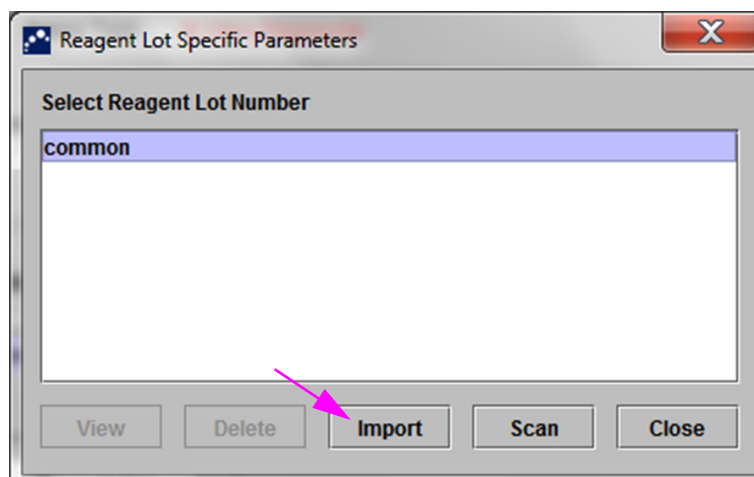 Reagent Lot Specific Parameters
Select Reagent Lot Number
common
View Delete Import Scan Close